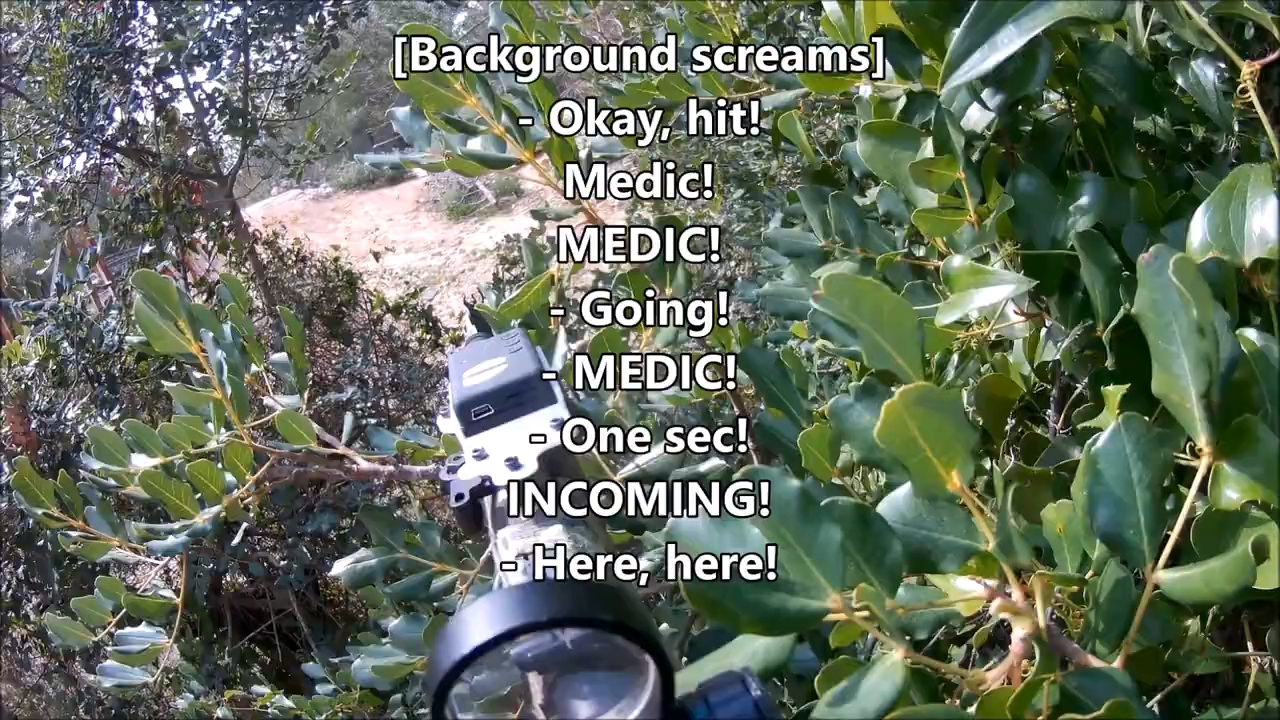 [Background screams]
- Okay, hit!
Medic!
MEDIC!
- Going!
- MEDIC!
- One sec!
INCOMING!
- Here, here!